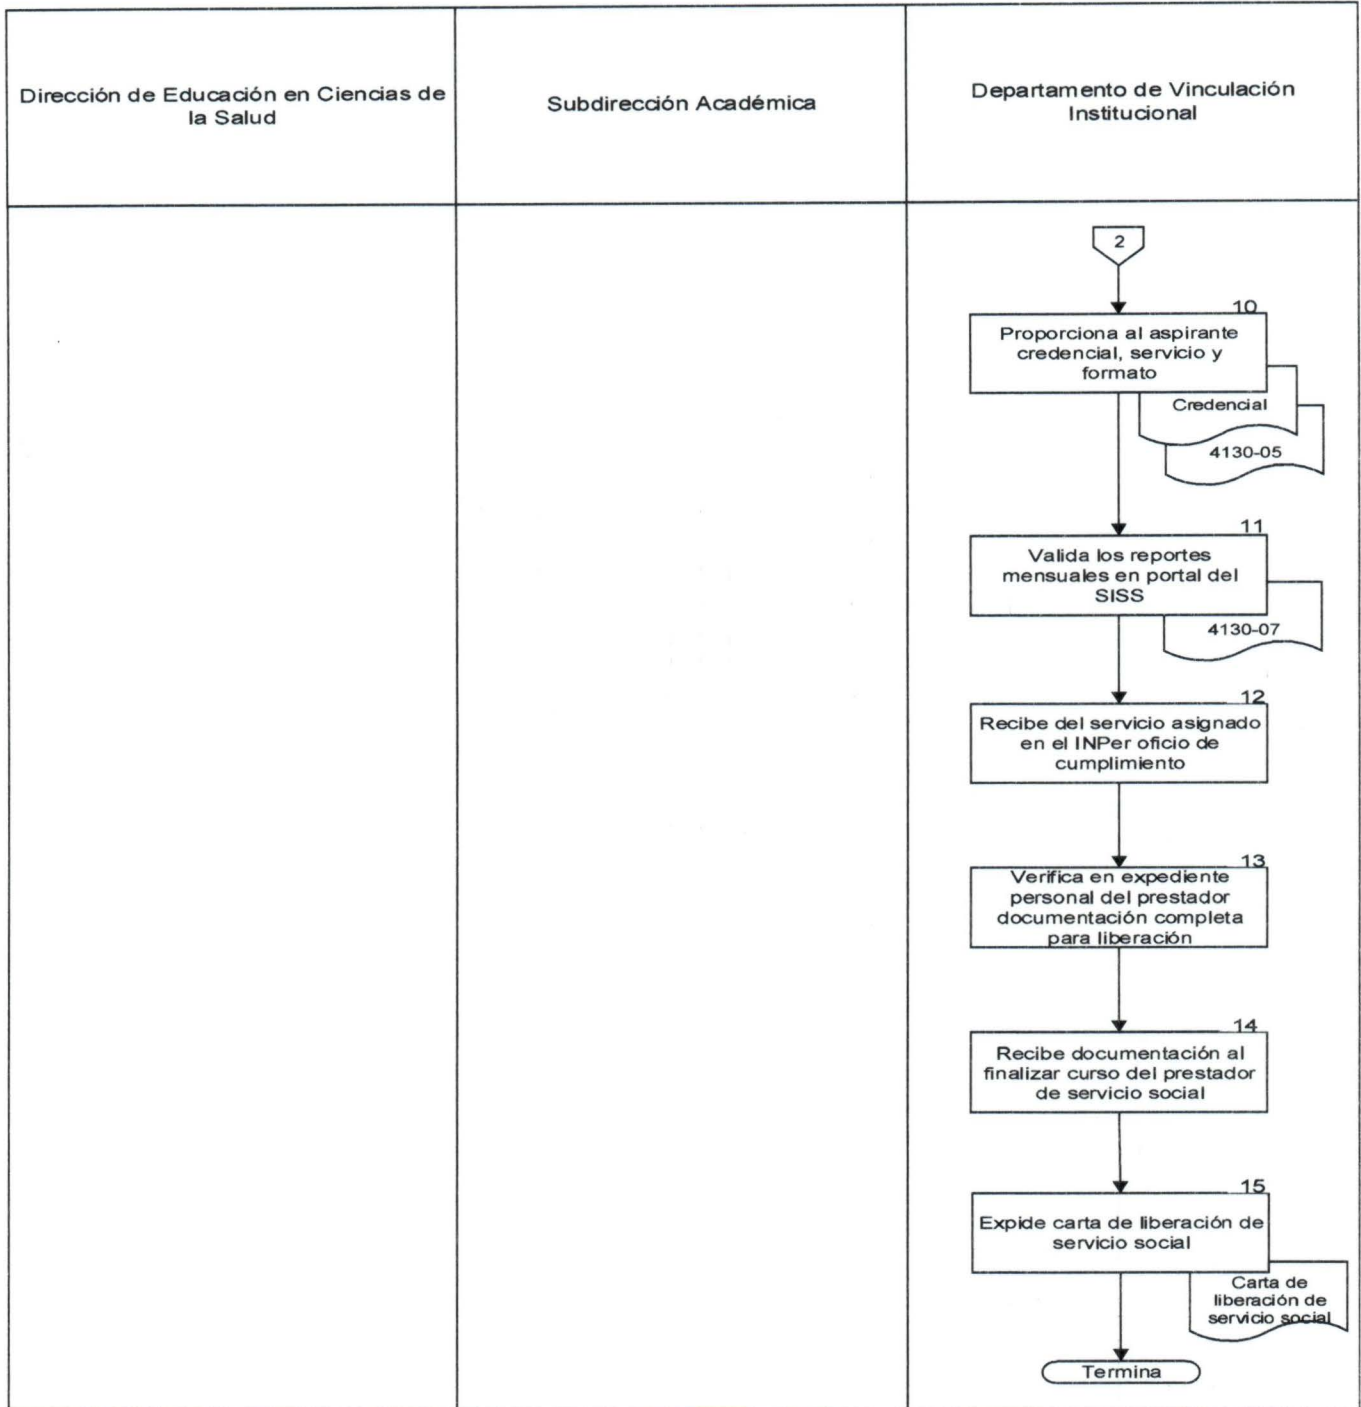 Dirección de Educación en Ciencias de
la Salud
Subdirección Académica
Departamento de Vinculación
Institucional
2
10
Proporciona al aspirante
credencial, servicio y
formato
Credencial
4130-05
11
Valida los reportes
mensuales en portal del
SISS
4130-07
12
Recibe del servicio asignado
en el INPer oficio de
cumplimiento
13
Verifica en expediente
personal del prestador
documentación completa
para liberación
14
Recibe documentación al
finalizar curso del prestador
de servicio social
15
Expide carta de liberación de
servicio social
Carta de
liberación de
servicio social
Termina